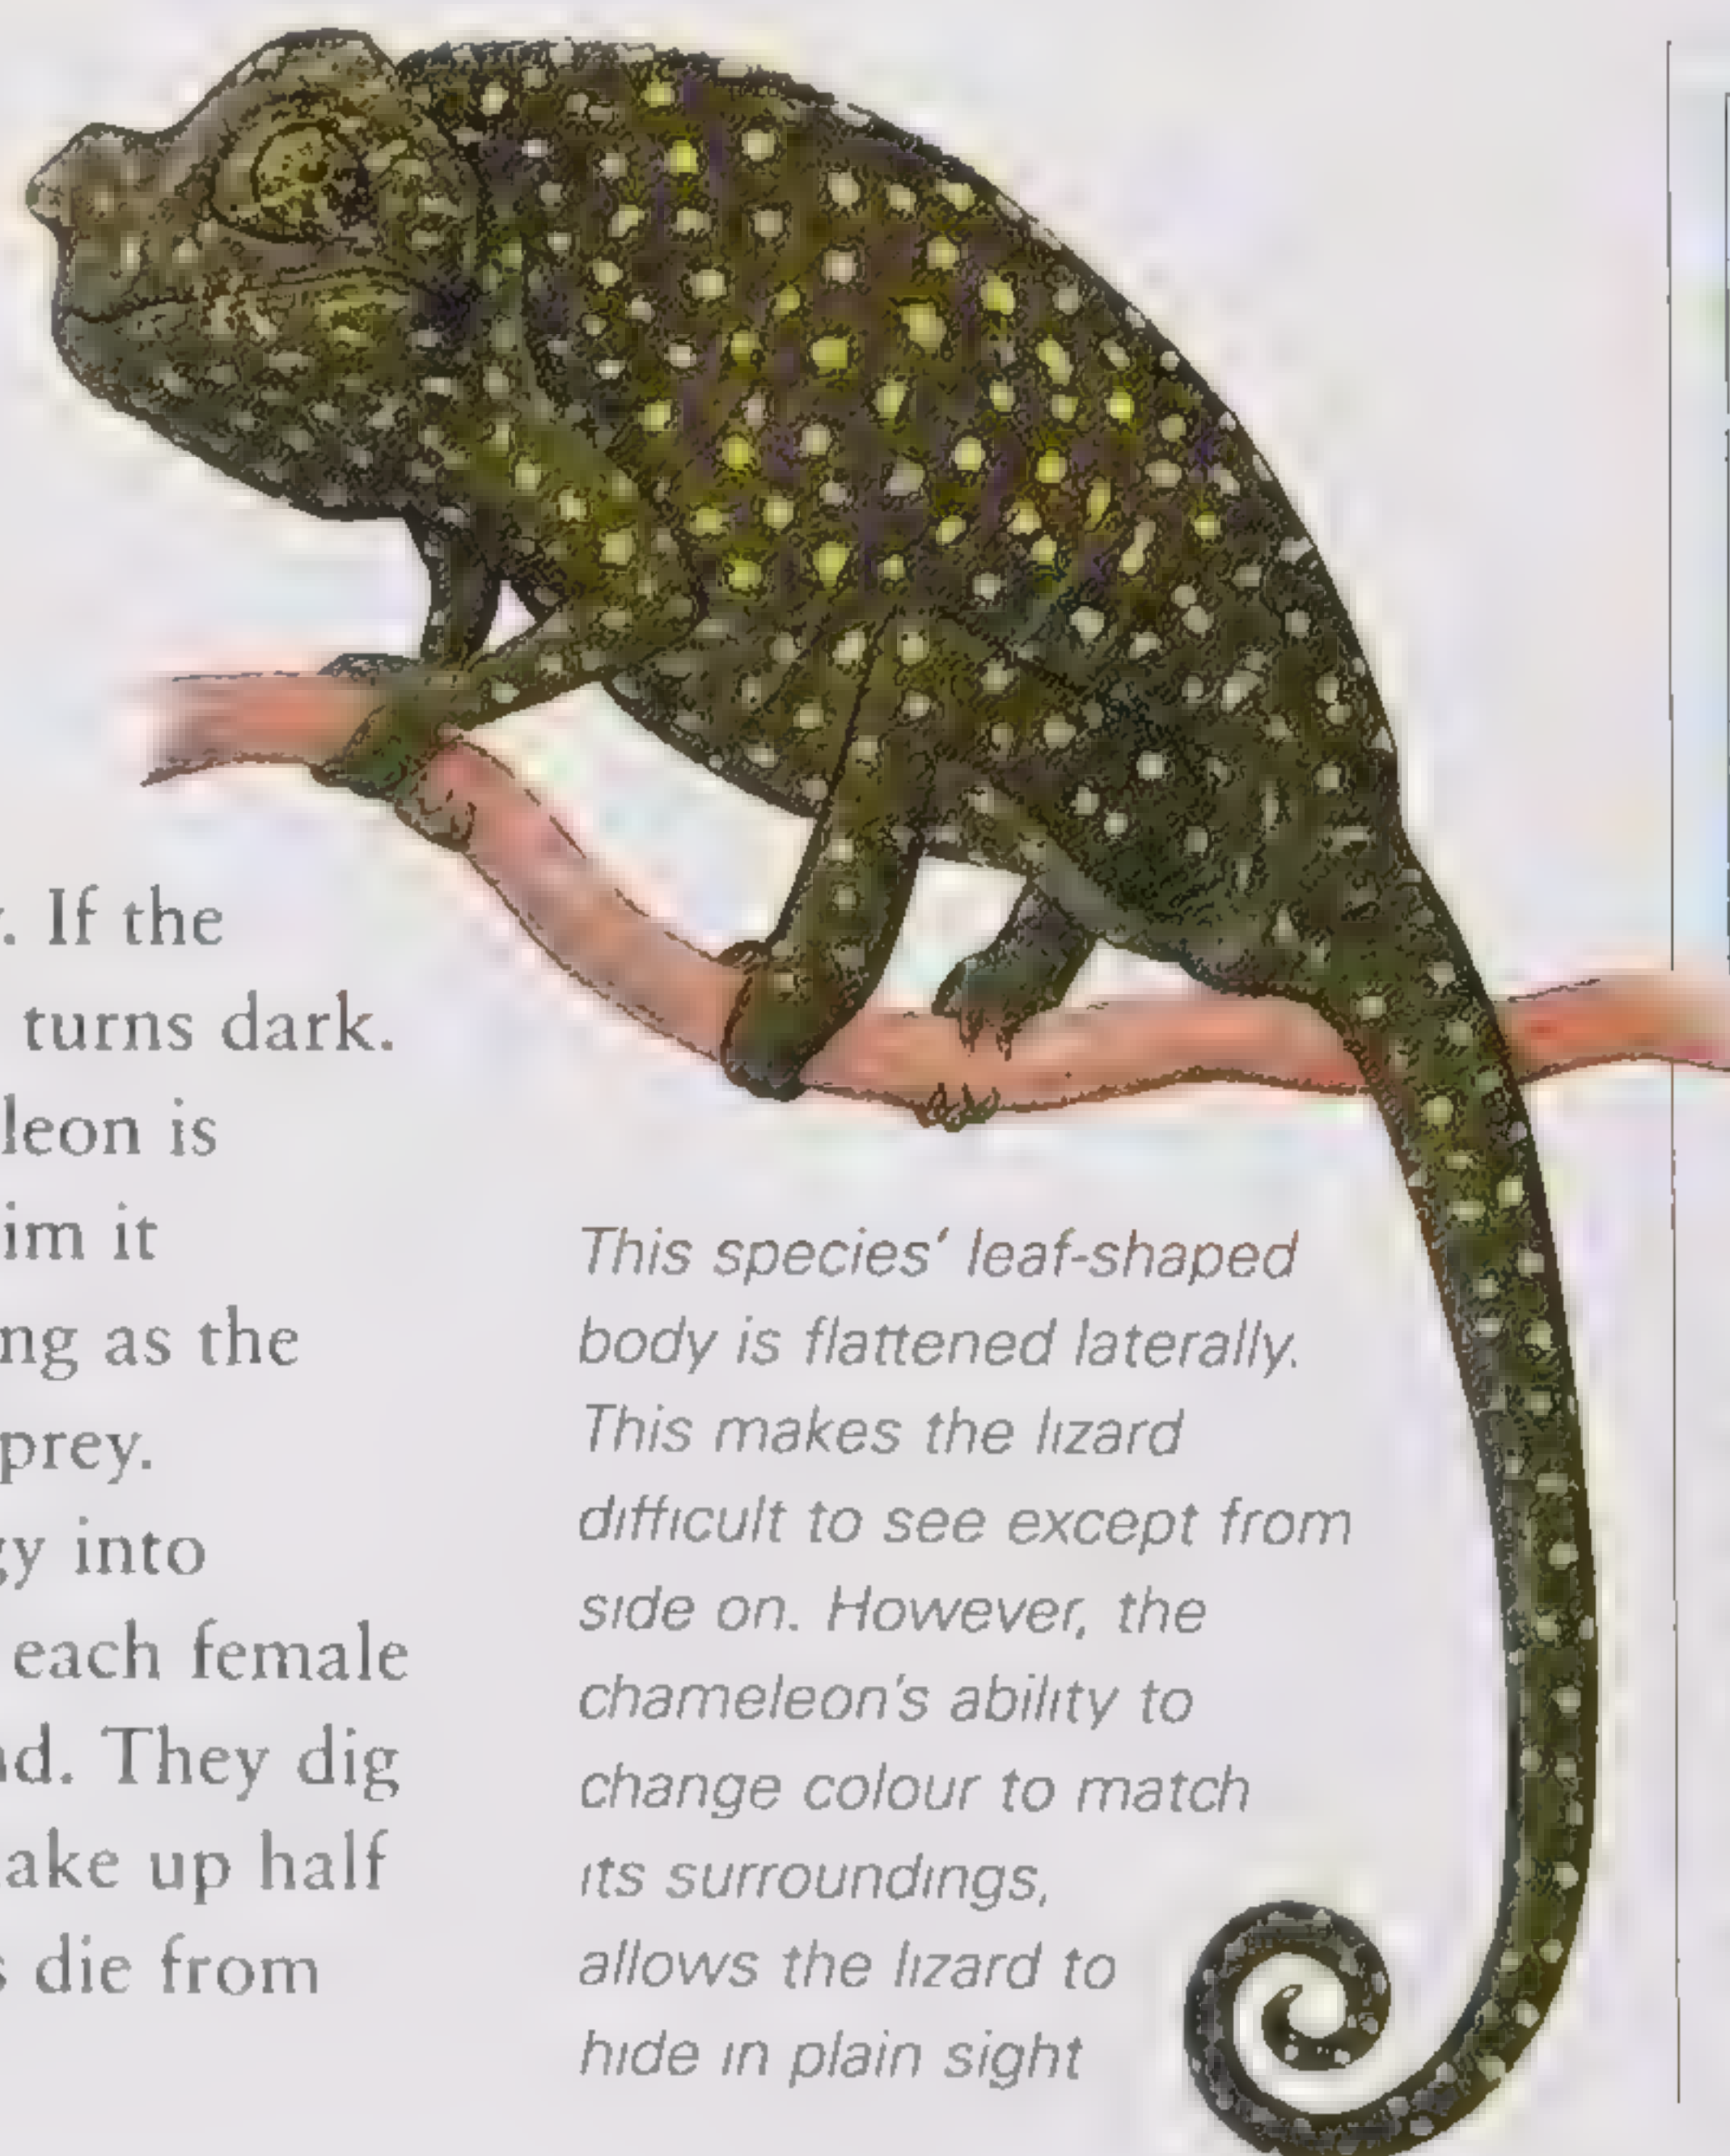 . If the
turns dark.
leon is
im it
ng as the
prey.
gy into
each female
nd. They dig
ake up half
s die from
This species' leaf-shaped
body is flattened laterally.
This makes the lizard
difficult to see except from
side on. However, the
chameleon's ability to
change colour to match
its surroundings,
allows the lizard to
hide in plain sight